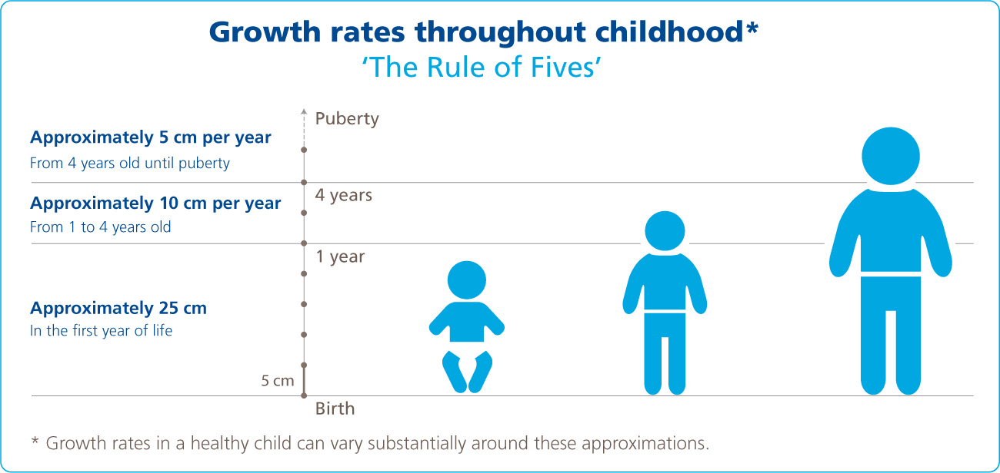 Growth rates throughout childhood*
‘The Rule of Fives’
Puberty
Approximately 5 cm per year
From 4 years old until puberty
4 years
Approximately 10 cm per year
From 1 to 4 years old
1 year
Approximately 25 cm
In the first year of life
5 cm
Birth
* Growth rates in a healthy child can vary substantially around these approximations.